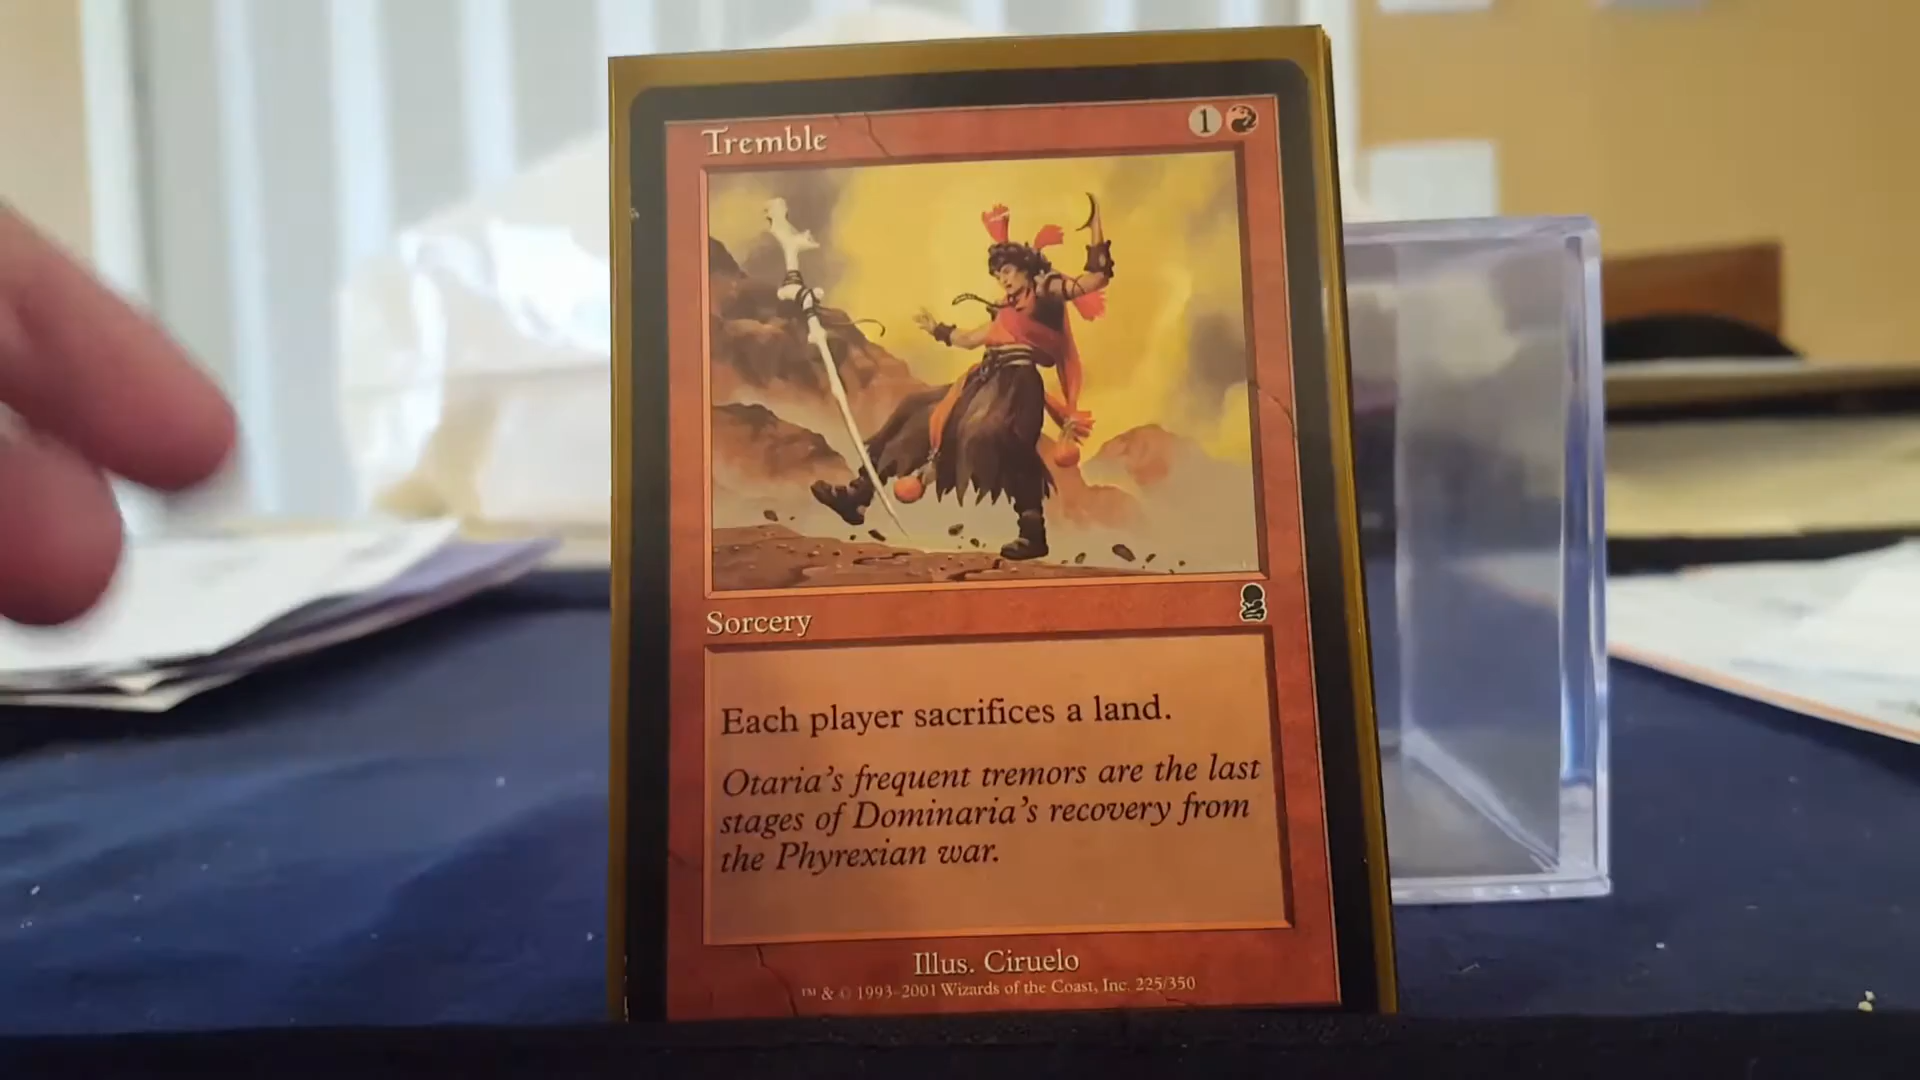 Tremble
1
Sorcery
Each player sacrifices a land.
Otaria's frequent tremors are the last
stages of Dominaria's recovery from
the Phyrexian war.
Illus. Ciruelo
™ & © 1993-2001 Wizards of the Coast, Inc. 225/350